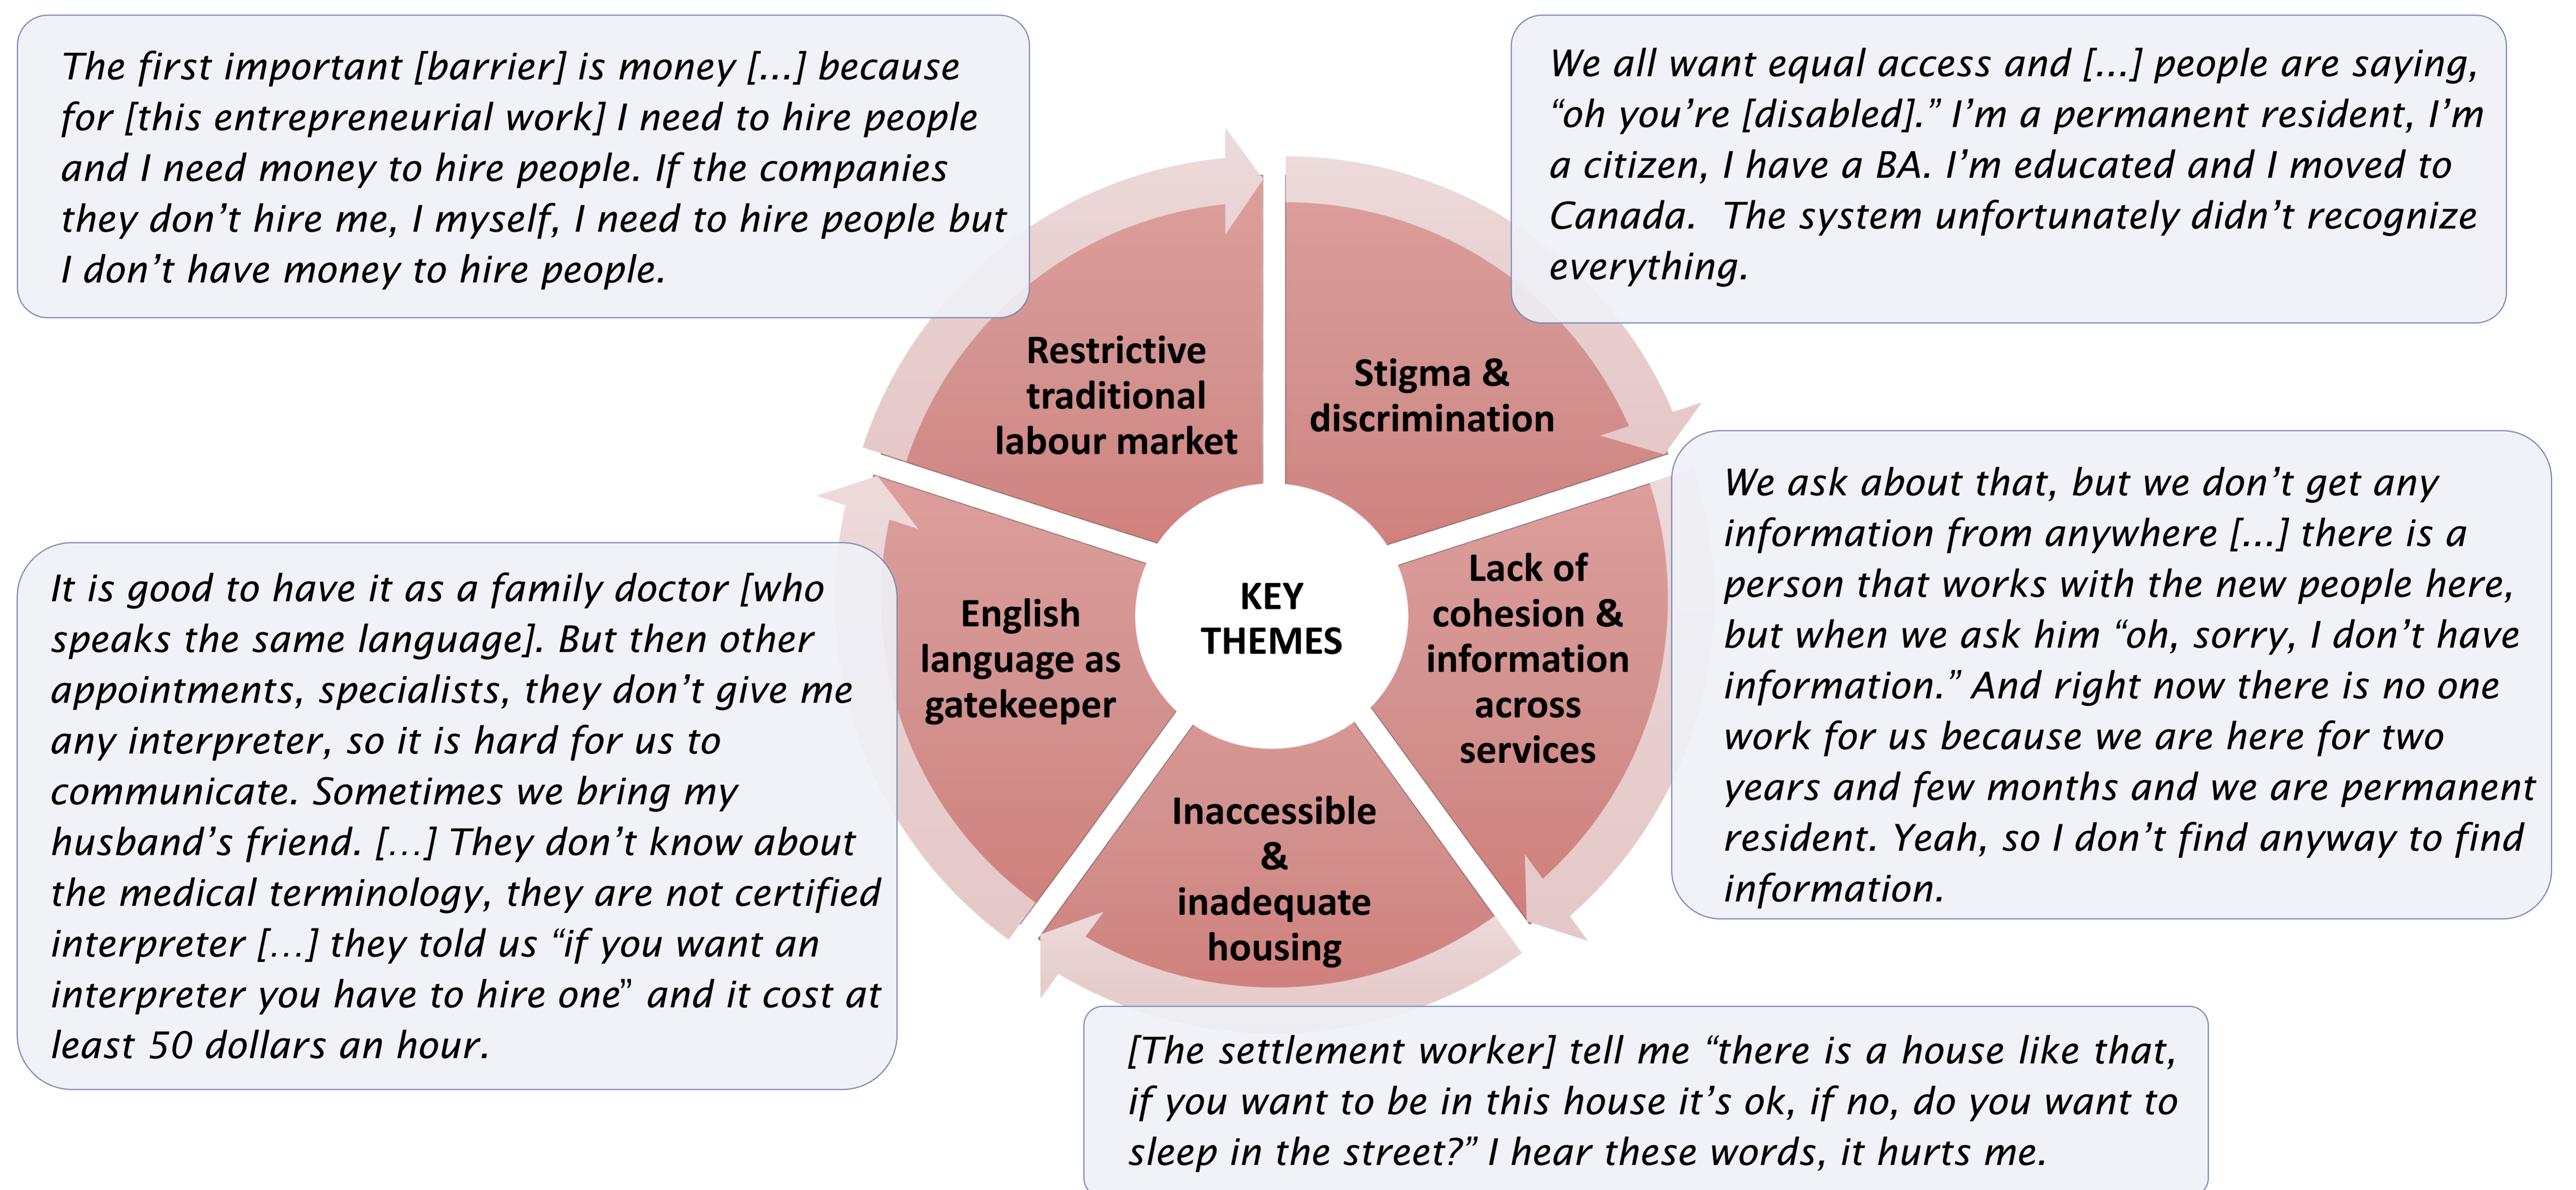 The first important [barrier] is money [...] because
for [this entrepreneurial work] I need to hire people
and I need money to hire people. If the companies
they don’t hire me, I myself, I need to hire people but
I don’t have money to hire people.
We all want equal access and [...] people are saying,
“oh you’re [disabled].” I’m a permanent resident, I’m
a citizen, I have a BA. I’m educated and I moved to
Canada.  The system unfortunately didn’t recognize
everything.
Restrictive
traditional
labour market
Stigma &
discrimination
We ask about that, but we don’t get any
information from anywhere [...] there is a
person that works with the new people here,
but when we ask him “oh, sorry, I don’t have
information.” And right now there is no one
work for us because we are here for two
years and few months and we are permanent
resident. Yeah, so I don’t find anyway to find
information.
It is good to have it as a family doctor [who
speaks the same language]. But then other
appointments, specialists, they don’t give me
any interpreter, so it is hard for us to
communicate. Sometimes we bring my
husband’s friend. […] They don’t know about
the medical terminology, they are not certified
interpreter […] they told us “if you want an
interpreter you have to hire one” and it cost at
least 50 dollars an hour.
English
language as
gatekeeper
KEY
THEMES
Lack of
cohesion &
information
across
services
Inaccessible
&
inadequate
housing
[The settlement worker] tell me “there is a house like that,
if you want to be in this house it’s ok, if no, do you want to
sleep in the street?” I hear these words, it hurts me.